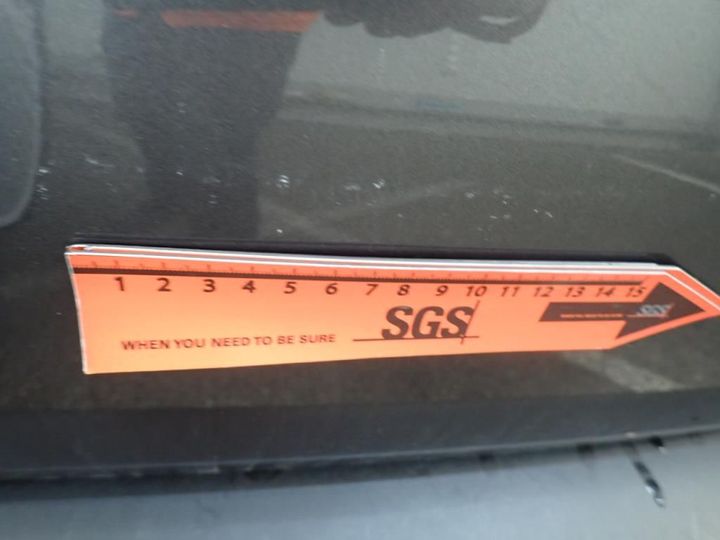 1 2 3 4 5 6 7 8 9 10 11 12 13 14 15
WHEN YOU NEED TO BE SURE
SGS
SGS